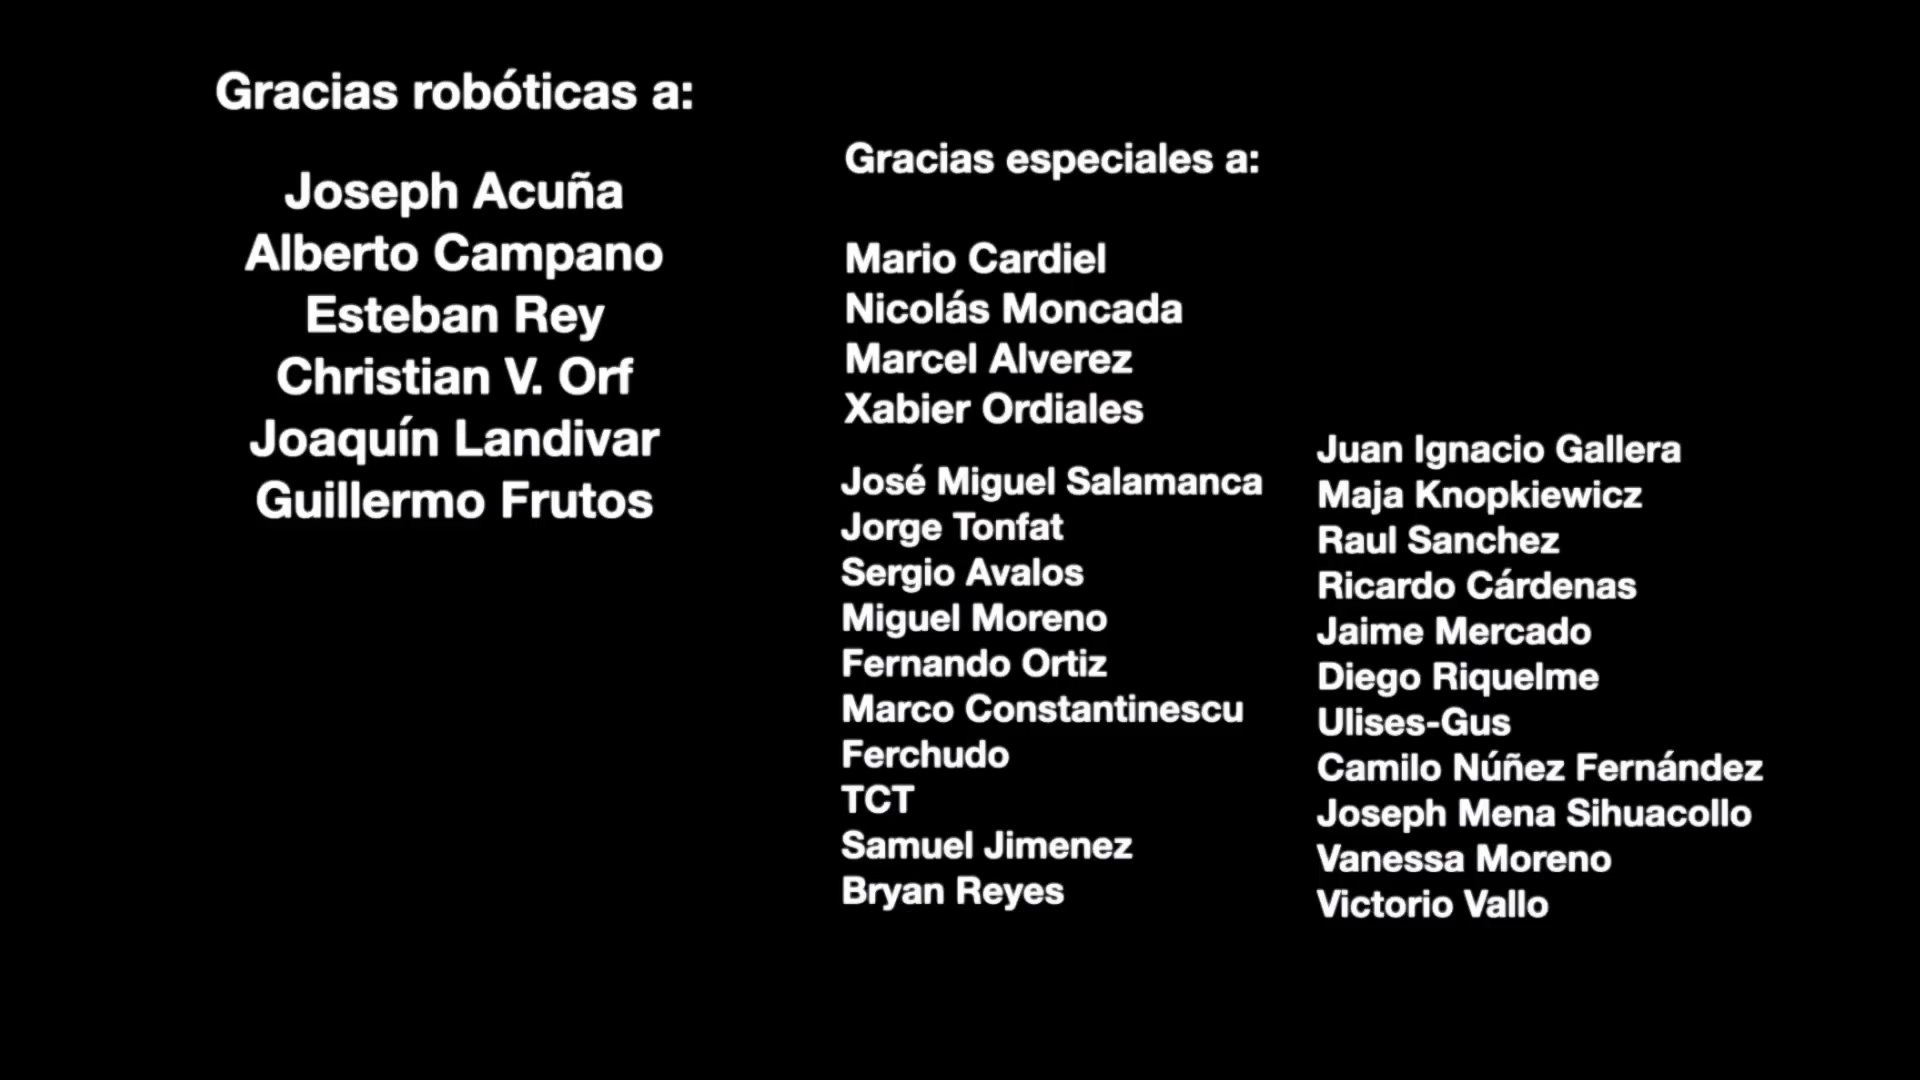 Gracias robóticas a:
Joseph Acuña
Alberto Campano
Esteban Rey
Christian V. Orf
Joaquín Landivar
Guillermo Frutos
Gracias especiales a:
Mario Cardiel
Nicolás Moncada
Marcel Alverez
Xabier Ordiales
José Miguel Salamanca
Jorge Tonfat
Sergio Avalos
Miguel Moreno
Fernando Ortiz
Marco Constantinescu
Ferchudo
TCT
Samuel Jimenez
Bryan Reyes
Juan Ignacio Gallera
Maja Knopkiewicz
Raul Sanchez
Ricardo Cárdenas
Jaime Mercado
Diego Riquelme
Ulises-Gus
Camilo Núñez Fernández
Joseph Mena Sihuacollo
Vanessa Moreno
Victorio Vallo